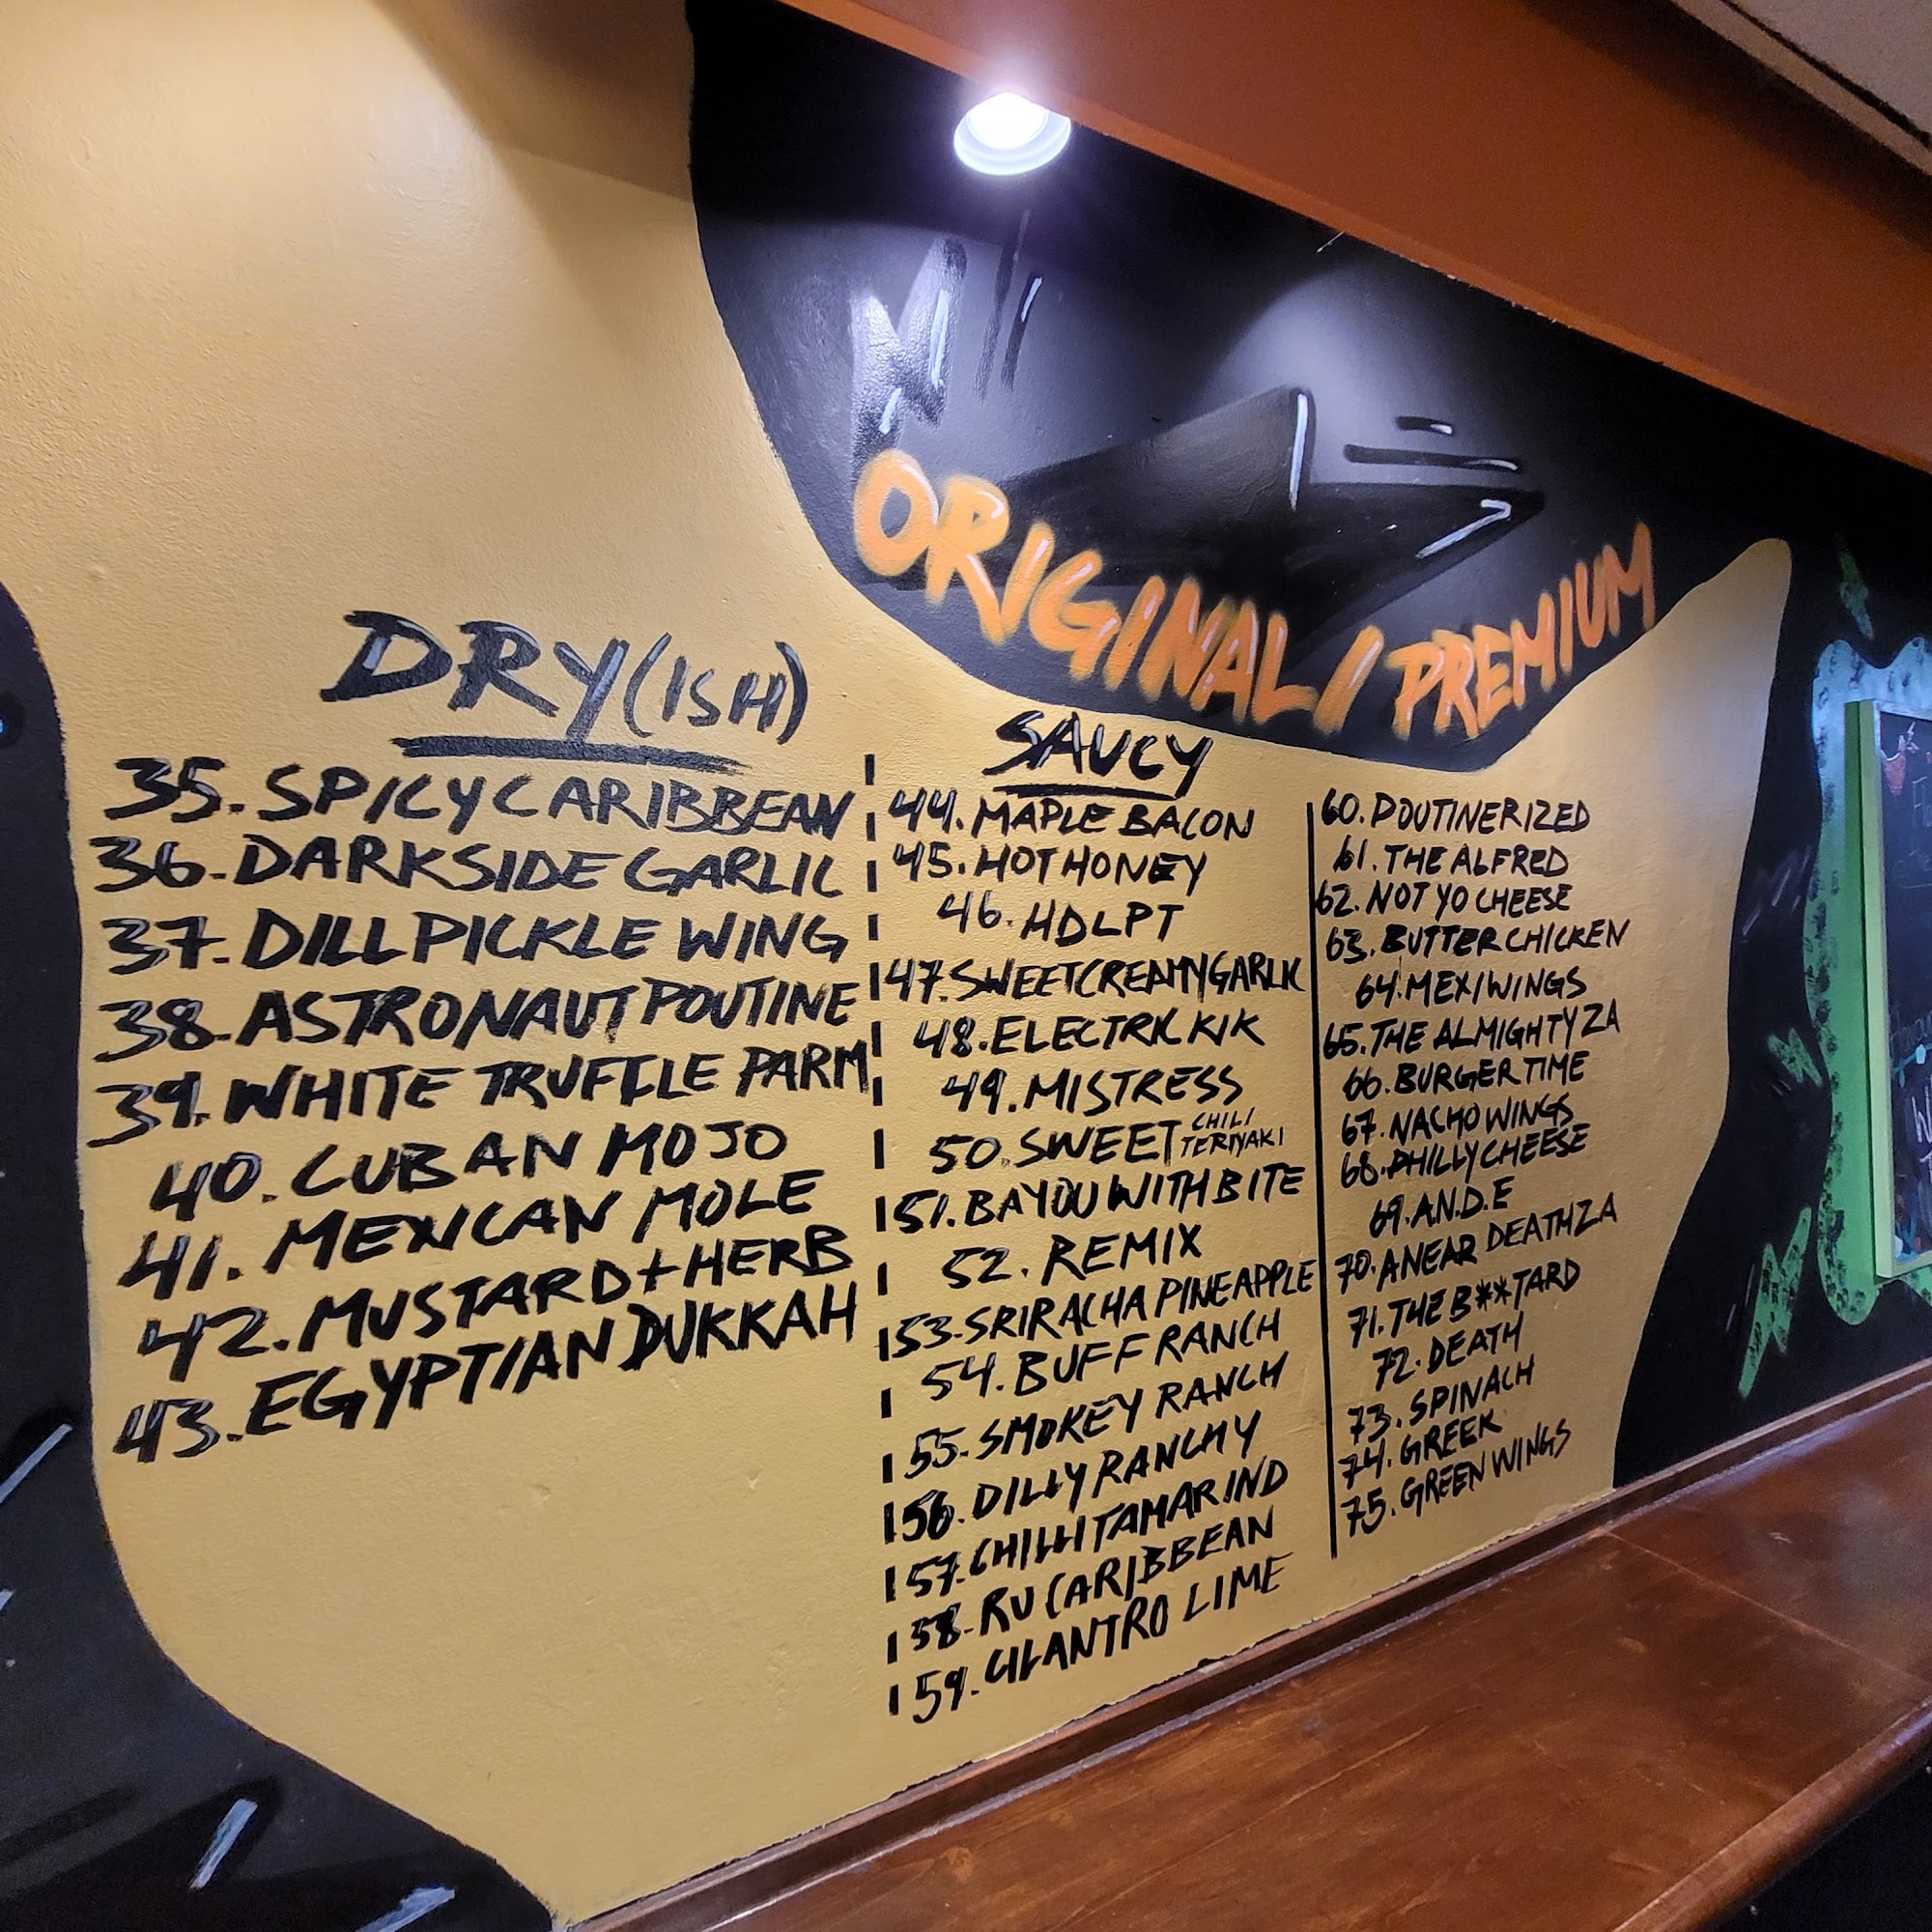 ORIGINAL / PREMIUM
DRY(ISH)
35. SPICY CARIBBEAN
36. DARKSIDE GARLIC
37. DILL PICKLE WING
38. ASTRONAUT POUTINE
39. WHITE TRUFFLE PARM
40. CUBAN MOJO
41. MEXICAN MOLE
42. MUSTARD + HERB
43. EGYPTIAN DUKKAH
SAUCY
44. MAPLE BACON
45. HOT HONEY
46. HDLPT
47. SWEET CREAMY GARLIC
48. ELECTRIC KIK
49. MISTRESS
50. SWEET CHILI TERIYAKI
51. BAYOU WITH BITE
52. REMIX
53. SRIRACHA PINEAPPLE
54. BUFF RANCH
55. SMOKEY RANCH
56. DILLY RANCHY
57. CHILLI TAMARIND
58. RU CARIBBEAN
59. CILANTRO LIME
60. POUTINERIZED
61. THE ALFRED
62. NOT YO CHEESE
63. BUTTER CHICKEN
64. MEXI WINGS
65. THE ALMIGHTY ZA
66. BURGER TIME
67. NACHO WINGS
68. PHILLY CHEESE
69. A.N.D.E
70. A NEAR DEATH ZA
71. THE B**TARD
72. DEATH
73. SPINACH
74. GREEK
75. GREEN WINGS